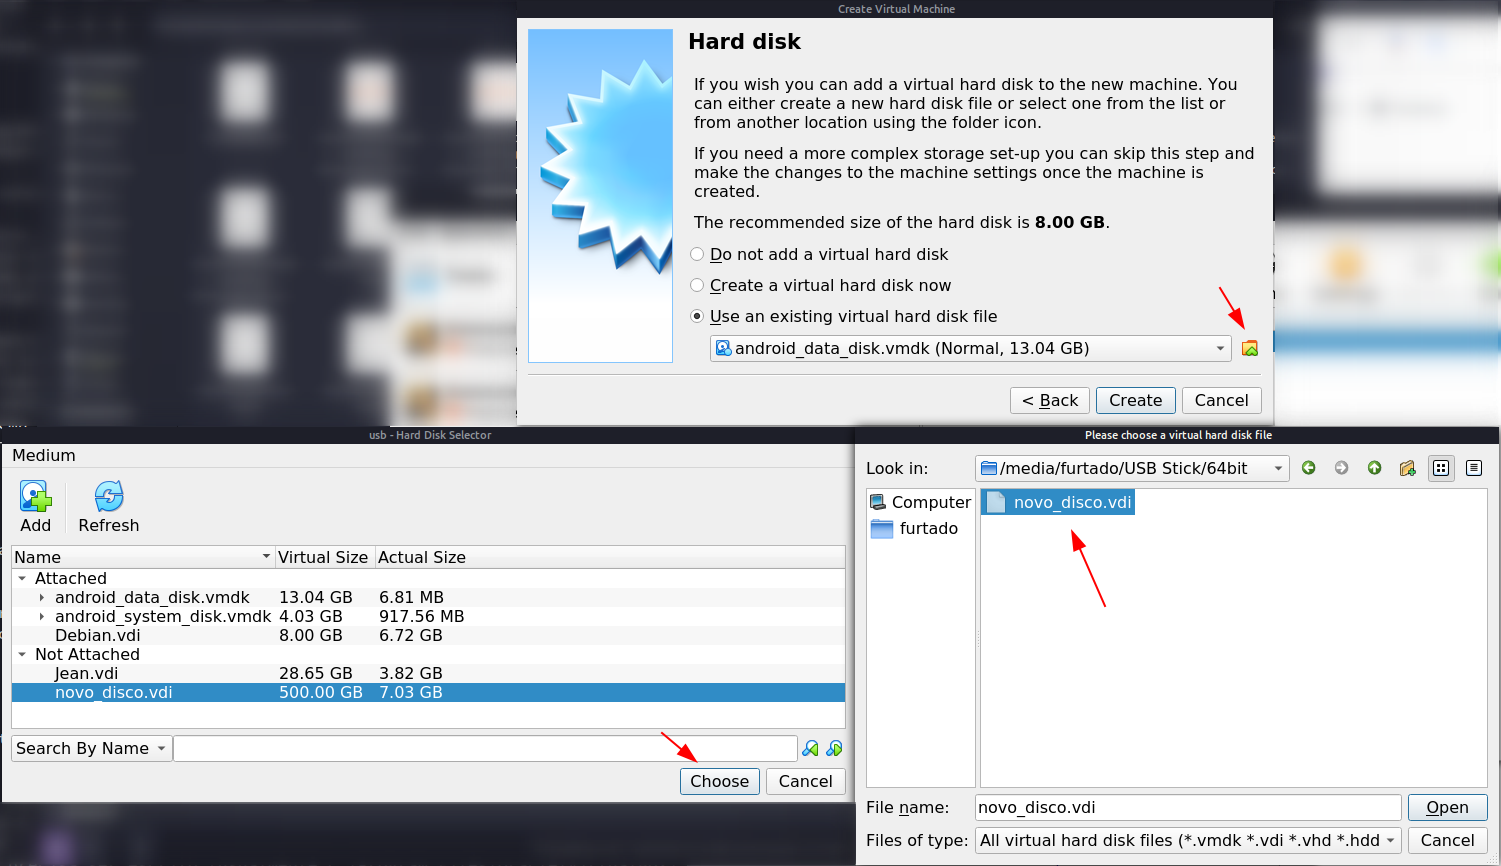 Create Virtual Machine
Hard disk
If you wish you can add a virtual hard disk to the new machine. You
can either create a new hard disk file or select one from the list or
from another location using the folder icon.
If you need a more complex storage set-up you can skip this step and
make the changes to the machine settings once the machine is
created.
The recommended size of the hard disk is 8.00 GB.
Do not add a virtual hard disk
Create a virtual hard disk now
Use an existing virtual hard disk file
android_data_disk.vmdk (Normal, 13.04 GB)
< Back Create Cancel
usb - Hard Disk Selector
Medium
Add Refresh
Name Virtual Size Actual Size
Attached
android_data_disk.vmdk 13.04 GB 6.81 MB
android_system_disk.vmdk 4.03 GB 917.56 MB
Debian.vdi 8.00 GB 6.72 GB
Not Attached
Jean.vdi 28.65 GB 3.82 GB
novo_disco.vdi 500.00 GB 7.03 GB
Search By Name
Choose Cancel
Please choose a virtual hard disk file
Look in: /media/furtado/USB Stick/64bit
Computer
furtado
novo_disco.vdi
File name: novo_disco.vdi Open
Files of type: All virtual hard disk files (*.vmdk *.vdi *.vhd *.hdd Cancel